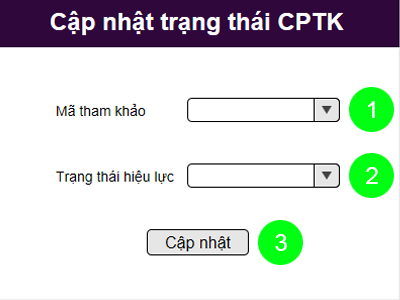 Cập nhật trạng thái CPTK
Mã tham khảo
1
Trạng thái hiệu lực
2
Cập nhật
3